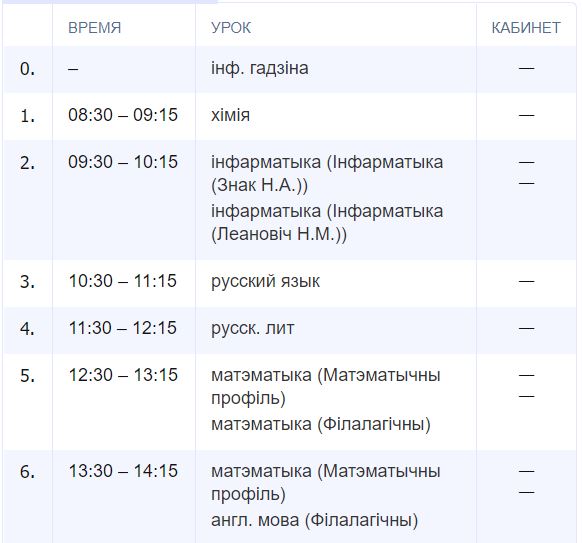 ВРЕМЯ УРОК КАБИНЕТ
0. – інф. гадзіна —
1. 08:30 – 09:15 хімія —
2. 09:30 – 10:15 інфарматыка (Інфарматыка —
(Знак Н.А.)) —
інфарматыка (Інфарматыка
(Леановіч Н.М.))
3. 10:30 – 11:15 русский язык —
4. 11:30 – 12:15 русск. лит —
5. 12:30 – 13:15 матэматыка (Матэматычны —
профіль) —
матэматыка (Філалагічны)
6. 13:30 – 14:15 матэматыка (Матэматычны —
профіль) —
англ. мова (Філалагічны)